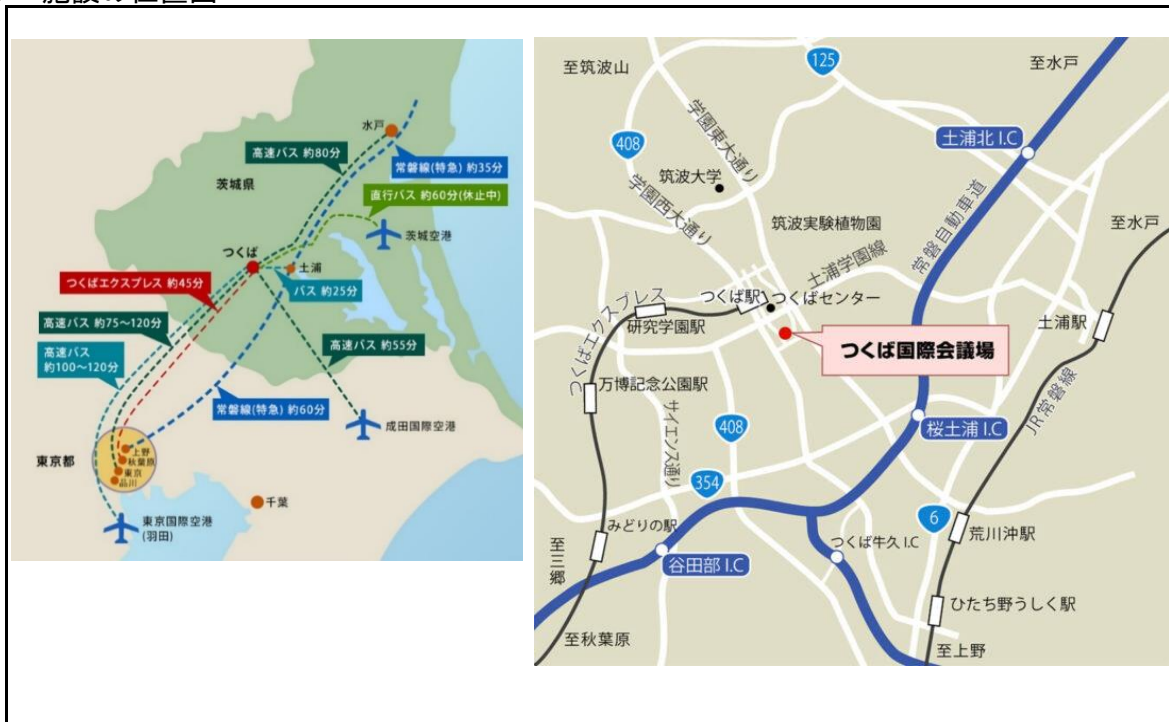 施設の位置図
水戸
高速バス 約80分
常磐線(特急) 約35分
茨城県
直行バス 約60分(休止中)
茨城空港
つくば
土浦
つくばエクスプレス 約45分
バス 約25分
高速バス 約75～120分
高速バス
約100～120分
高速バス 約55分
常磐線(特急) 約60分
成田国際空港
東京都
上野
秋葉原
東京
品川
千葉
東京国際空港
(羽田)
至筑波山
125
至水戸
学園東大通り
408
土浦北 I.C
筑波大学
学園西大通り
筑波実験植物園
常磐自動車道
至水戸
土浦学園線
つくばエクスプレス
つくば駅
つくばセンター
研究学園駅
土浦駅
つくば国際会議場
万博記念公園駅
サイエンス通り
408
JR常磐線
桜土浦 I.C
354
6
みどりの駅
荒川沖駅
つくば牛久 I.C
至三郷
谷田部 I.C
ひたち野うしく駅
至秋葉原
至上野